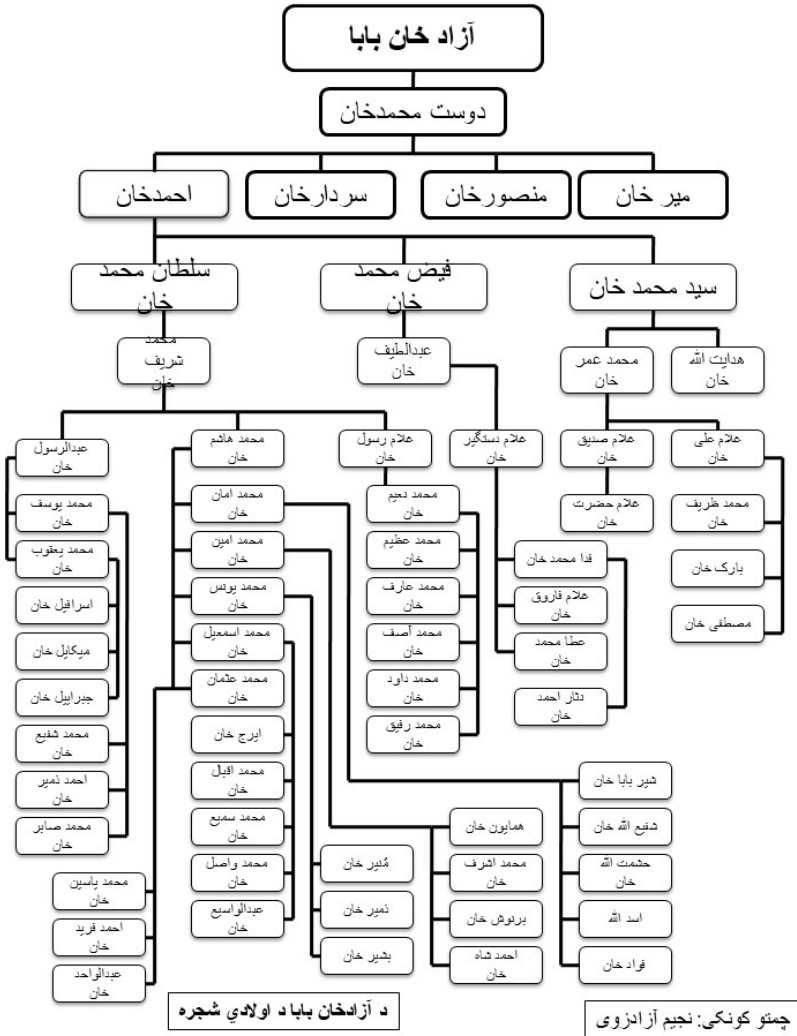 آزاد خان بابا
دوست محمدخان
میر خان
منصورخان
سردارخان
احمدخان
سید محمد خان
فیض محمد
خان
سلطان محمد
خان
هدایت الله
خان
محمد عمر
خان
عبدالطیف
خان
محمد
شریف
خان
غلام علی
خان
غلام صدیق
خان
غلام دستگیر
خان
غلام رسول
خان
محمد هاشم
خان
عبدالرسول
خان
محمد ظریف
خان
بارک خان
مصطفی خان
غلام حضرت
خان
فدا محمد خان
غلام فاروق
خان
عطا محمد
خان
نثار احمد
خان
محمد نعیم
خان
محمد عظیم
خان
محمد عارف
خان
محمد آصف
خان
محمد داود
خان
محمد رفیق
خان
محمد امان
خان
محمد امین
خان
محمد یونس
خان
محمد اسمعیل
خان
محمد عثمان
خان
ایرج خان
محمد اقبال
خان
محمد سمیع
خان
محمد واصل
خان
عبدالواسیع
خان
محمد یوسف
خان
محمد یعقوب
خان
اسرافیل خان
میکایل خان
جبراییل خان
محمد شفیع
خان
احمد ذمیر
خان
محمد صابر
خان
شیر بابا خان
شفیع الله خان
حشمت الله
خان
اسد الله
فواد خان
همایون خان
محمد اشرف
خان
برنوش خان
احمد شاه
خان
مُنیر خان
ذمیر خان
بشیر خان
محمد یاسین
خان
احمد فرید
خان
عبدالواحد
خان
د آزادخان بابا د اولادي شجره
چمتو کونکی: نجیم آزادزوی